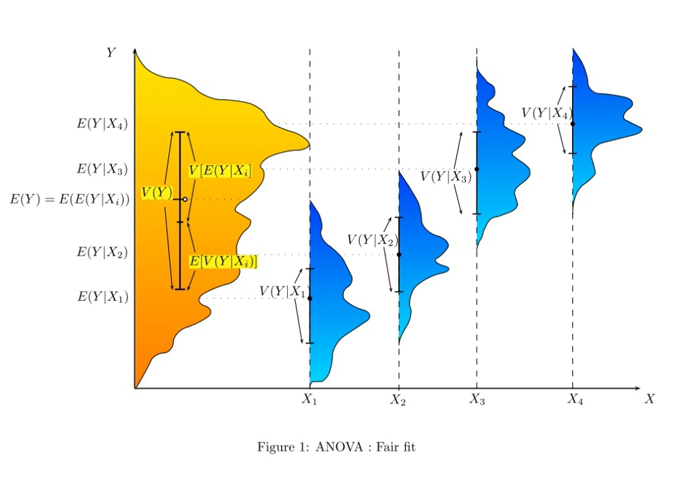 Y
E(Y|X₄)
V(Y|X₄)
E(Y|X₃)
V[E(Y|Xᵢ]
V(Y|X₃)
V(Y)
E(Y) = E(E(Y|Xᵢ))
V(Y|X₂)
E(Y|X₂)
E[V(Y|Xᵢ)]
E(Y|X₁)
V(Y|X₁)
X₁ X₂ X₃ X₄ X
Figure 1: ANOVA : Fair fit